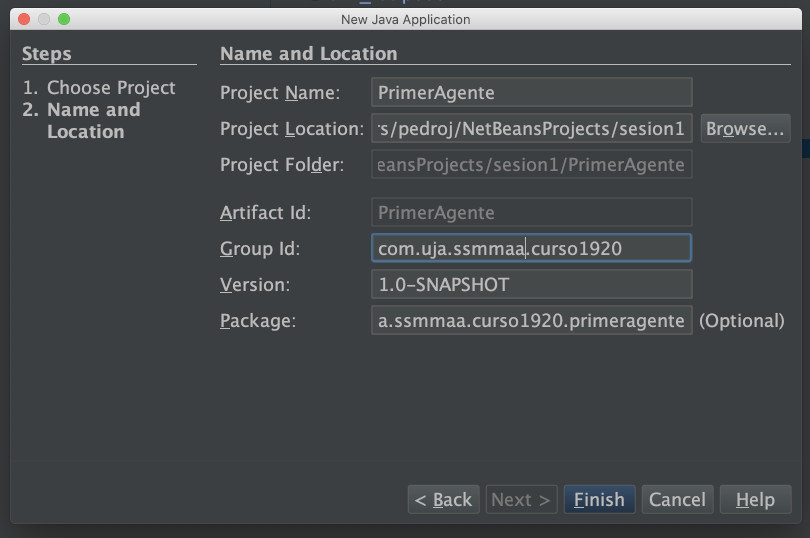 New Java Application
Steps
1. Choose Project
2. Name and
Location
Name and Location
Project Name: PrimerAgente
Project Location: s/pedroj/NetBeansProjects/sesion1 Browse...
Project Folder: eansProjects/sesion1/PrimerAgente
Artifact Id: PrimerAgente
Group Id: com.uja.ssmmaa.curso1920
Version: 1.0-SNAPSHOT
Package: a.ssmmaa.curso1920.primeragente (Optional)
< Back Next > Finish Cancel Help